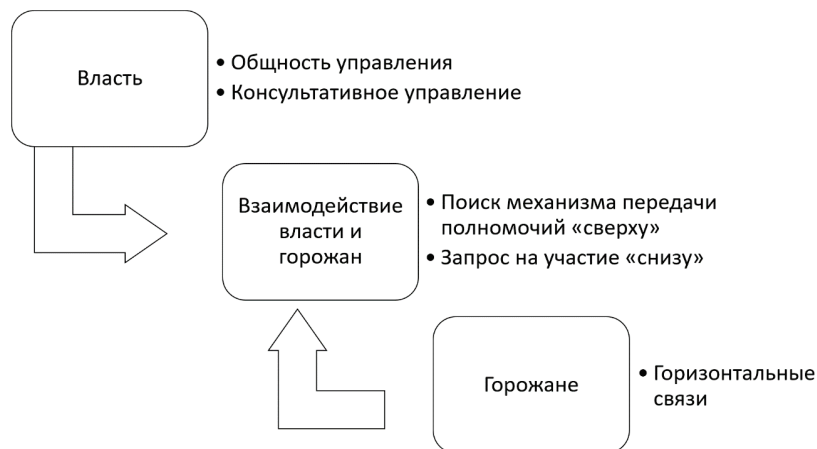 Власть
• Общность управления
• Консультативное управление
Взаимодействие
власти и
горожан
• Поиск механизма передачи
полномочий «сверху»
• Запрос на участие «снизу»
Горожане
• Горизонтальные
связи